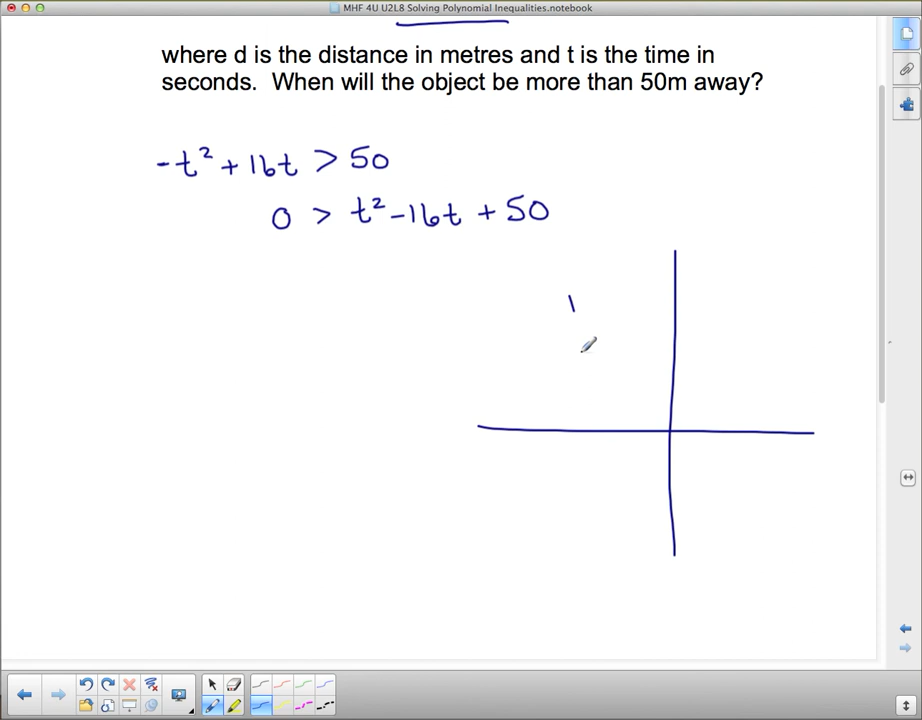 MHF 4U U2L8 Solving Polynomial Inequalities.notebook
where d is the distance in metres and t is the time in
seconds. When will the object be more than 50m away?
-t² + 16t > 50
0 > t² - 16t + 50